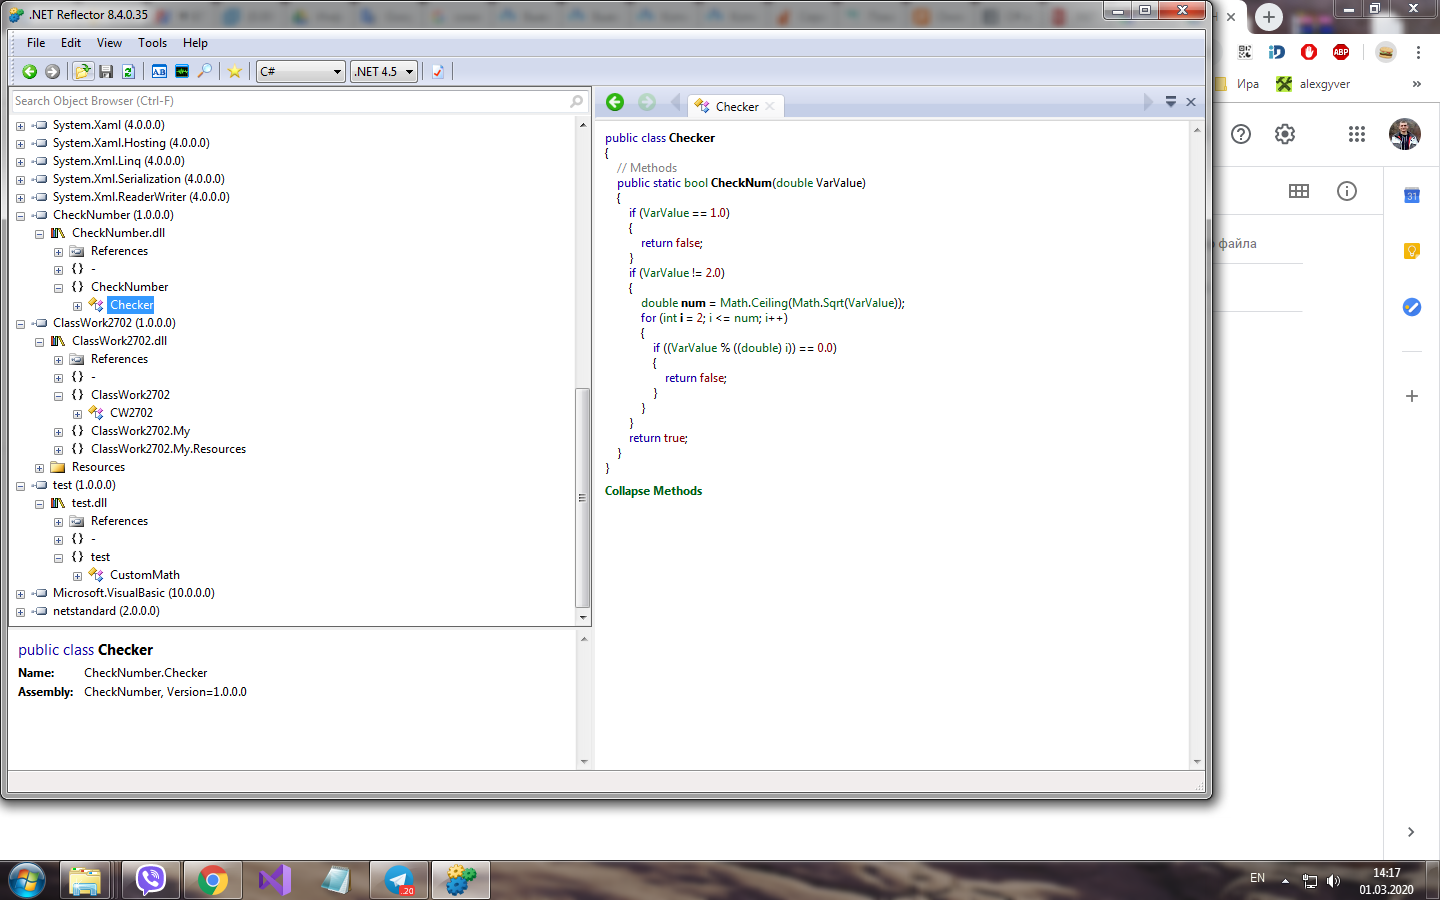 .NET Reflector 8.4.0.35
File Edit View Tools Help
C# .NET 4.5
Search Object Browser (Ctrl-F)
System.Xaml (4.0.0.0)
System.Xaml.Hosting (4.0.0.0)
System.Xml.Linq (4.0.0.0)
System.Xml.Serialization (4.0.0.0)
System.Xml.ReaderWriter (4.0.0.0)
CheckNumber (1.0.0.0)
CheckNumber.dll
References
{ } -
{ } CheckNumber
Checker
ClassWork2702 (1.0.0.0)
ClassWork2702.dll
References
{ } -
{ } ClassWork2702
CW2702
{ } ClassWork2702.My
{ } ClassWork2702.My.Resources
Resources
test (1.0.0.0)
test.dll
References
{ } -
{ } test
CustomMath
Microsoft.VisualBasic (10.0.0.0)
netstandard (2.0.0.0)
public class Checker
Name: CheckNumber.Checker
Assembly: CheckNumber, Version=1.0.0.0
Checker
public class Checker
{
// Methods
public static bool CheckNum(double VarValue)
{
if (VarValue == 1.0)
{
return false;
}
if (VarValue != 2.0)
{
double num = Math.Ceiling(Math.Sqrt(VarValue));
for (int i = 2; i <= num; i++)
{
if ((VarValue % ((double) i)) == 0.0)
{
return false;
}
}
}
return true;
}
}
Collapse Methods
ABP
Ира alexgyver »
31
файла
20
EN
14:17
01.03.2020